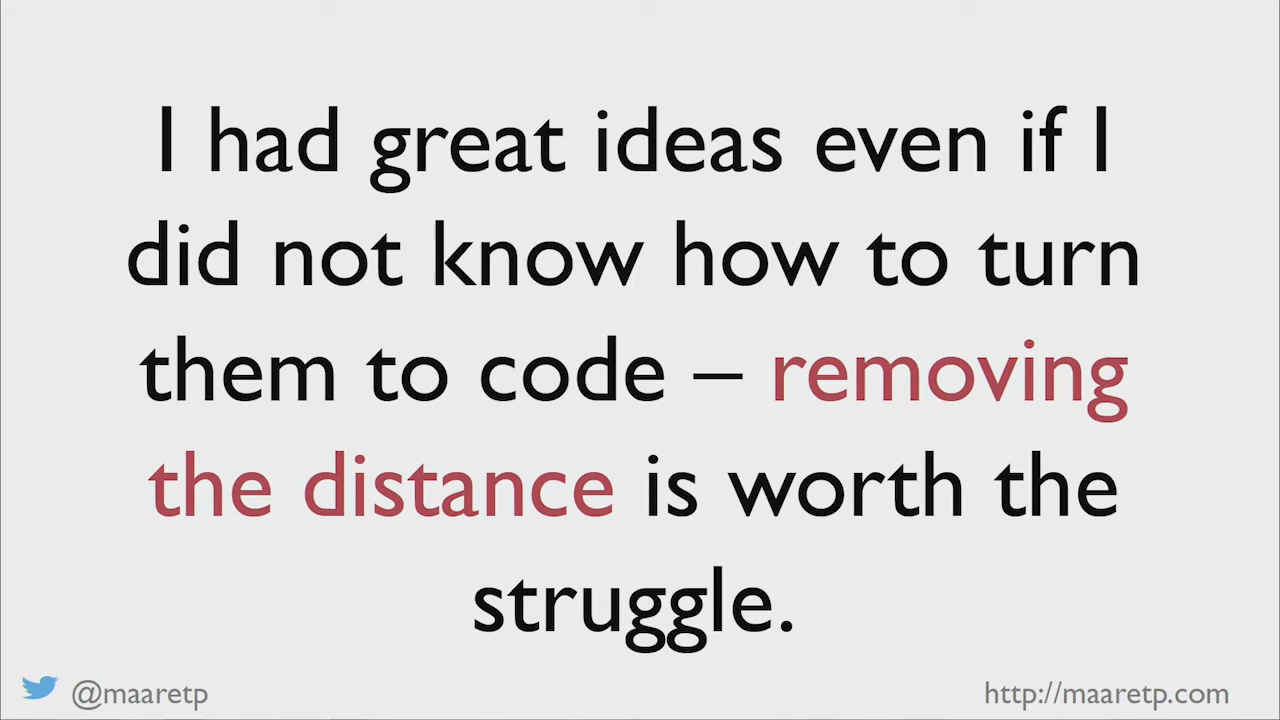 I had great ideas even if I
did not know how to turn
them to code – removing
the distance is worth the
struggle.
@maaretp
http://maaretp.com